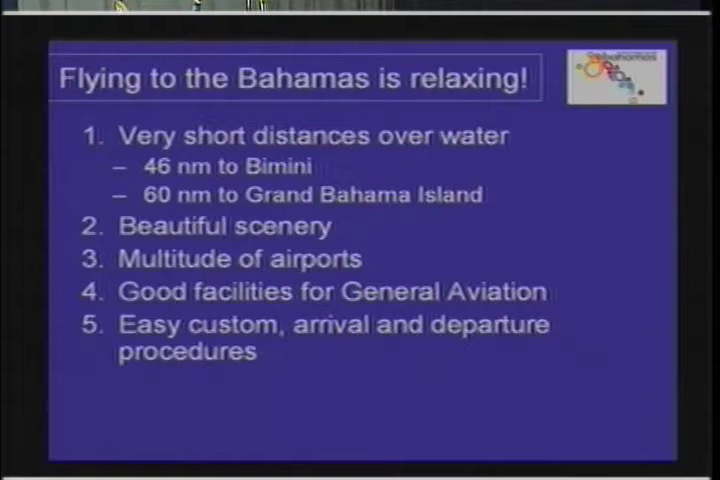 Flying to the Bahamas is relaxing!
1. Very short distances over water
– 46 nm to Bimini
– 60 nm to Grand Bahama Island
2. Beautiful scenery
3. Multitude of airports
4. Good facilities for General Aviation
5. Easy custom, arrival and departure
procedures